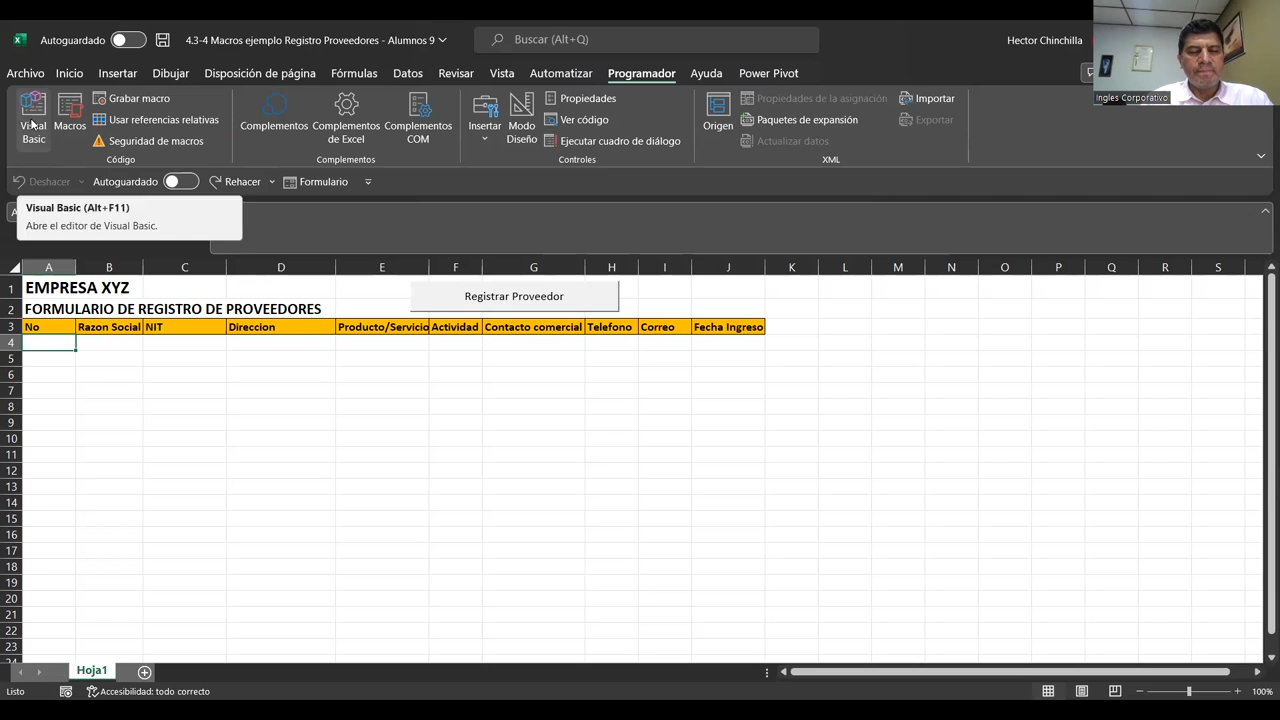 Autoguardado
4.3-4 Macros ejemplo Registro Proveedores - Alumnos 9
Buscar (Alt+Q)
Hector Chinchilla
Ingles Corporativo
Archivo Inicio Insertar Dibujar Disposición de página Fórmulas Datos Revisar Vista Automatizar Programador Ayuda Power Pivot
Visual Basic
Macros
Grabar macro
Usar referencias relativas
Seguridad de macros
Código
Complementos
Complementos de Excel
Complementos COM
Complementos
Insertar
Modo Diseño
Propiedades
Ver código
Ejecutar cuadro de diálogo
Controles
Origen
Propiedades de la asignación
Paquetes de expansión
Actualizar datos
Importar
Exportar
XML
Deshacer Autoguardado Rehacer Formulario
Visual Basic (Alt+F11)
Abre el editor de Visual Basic.
A B C D E F G H I J K L M N O P Q R S
1 EMPRESA XYZ
Registrar Proveedor
2 FORMULARIO DE REGISTRO DE PROVEEDORES
3 No Razon Social NIT Direccion Producto/Servicio Actividad Contacto comercial Telefono Correo Fecha Ingreso
4
5
6
7
8
9
10
11
12
13
14
15
16
17
18
19
20
21
22
23
Hoja1
Listo Accesibilidad: todo correcto 100%